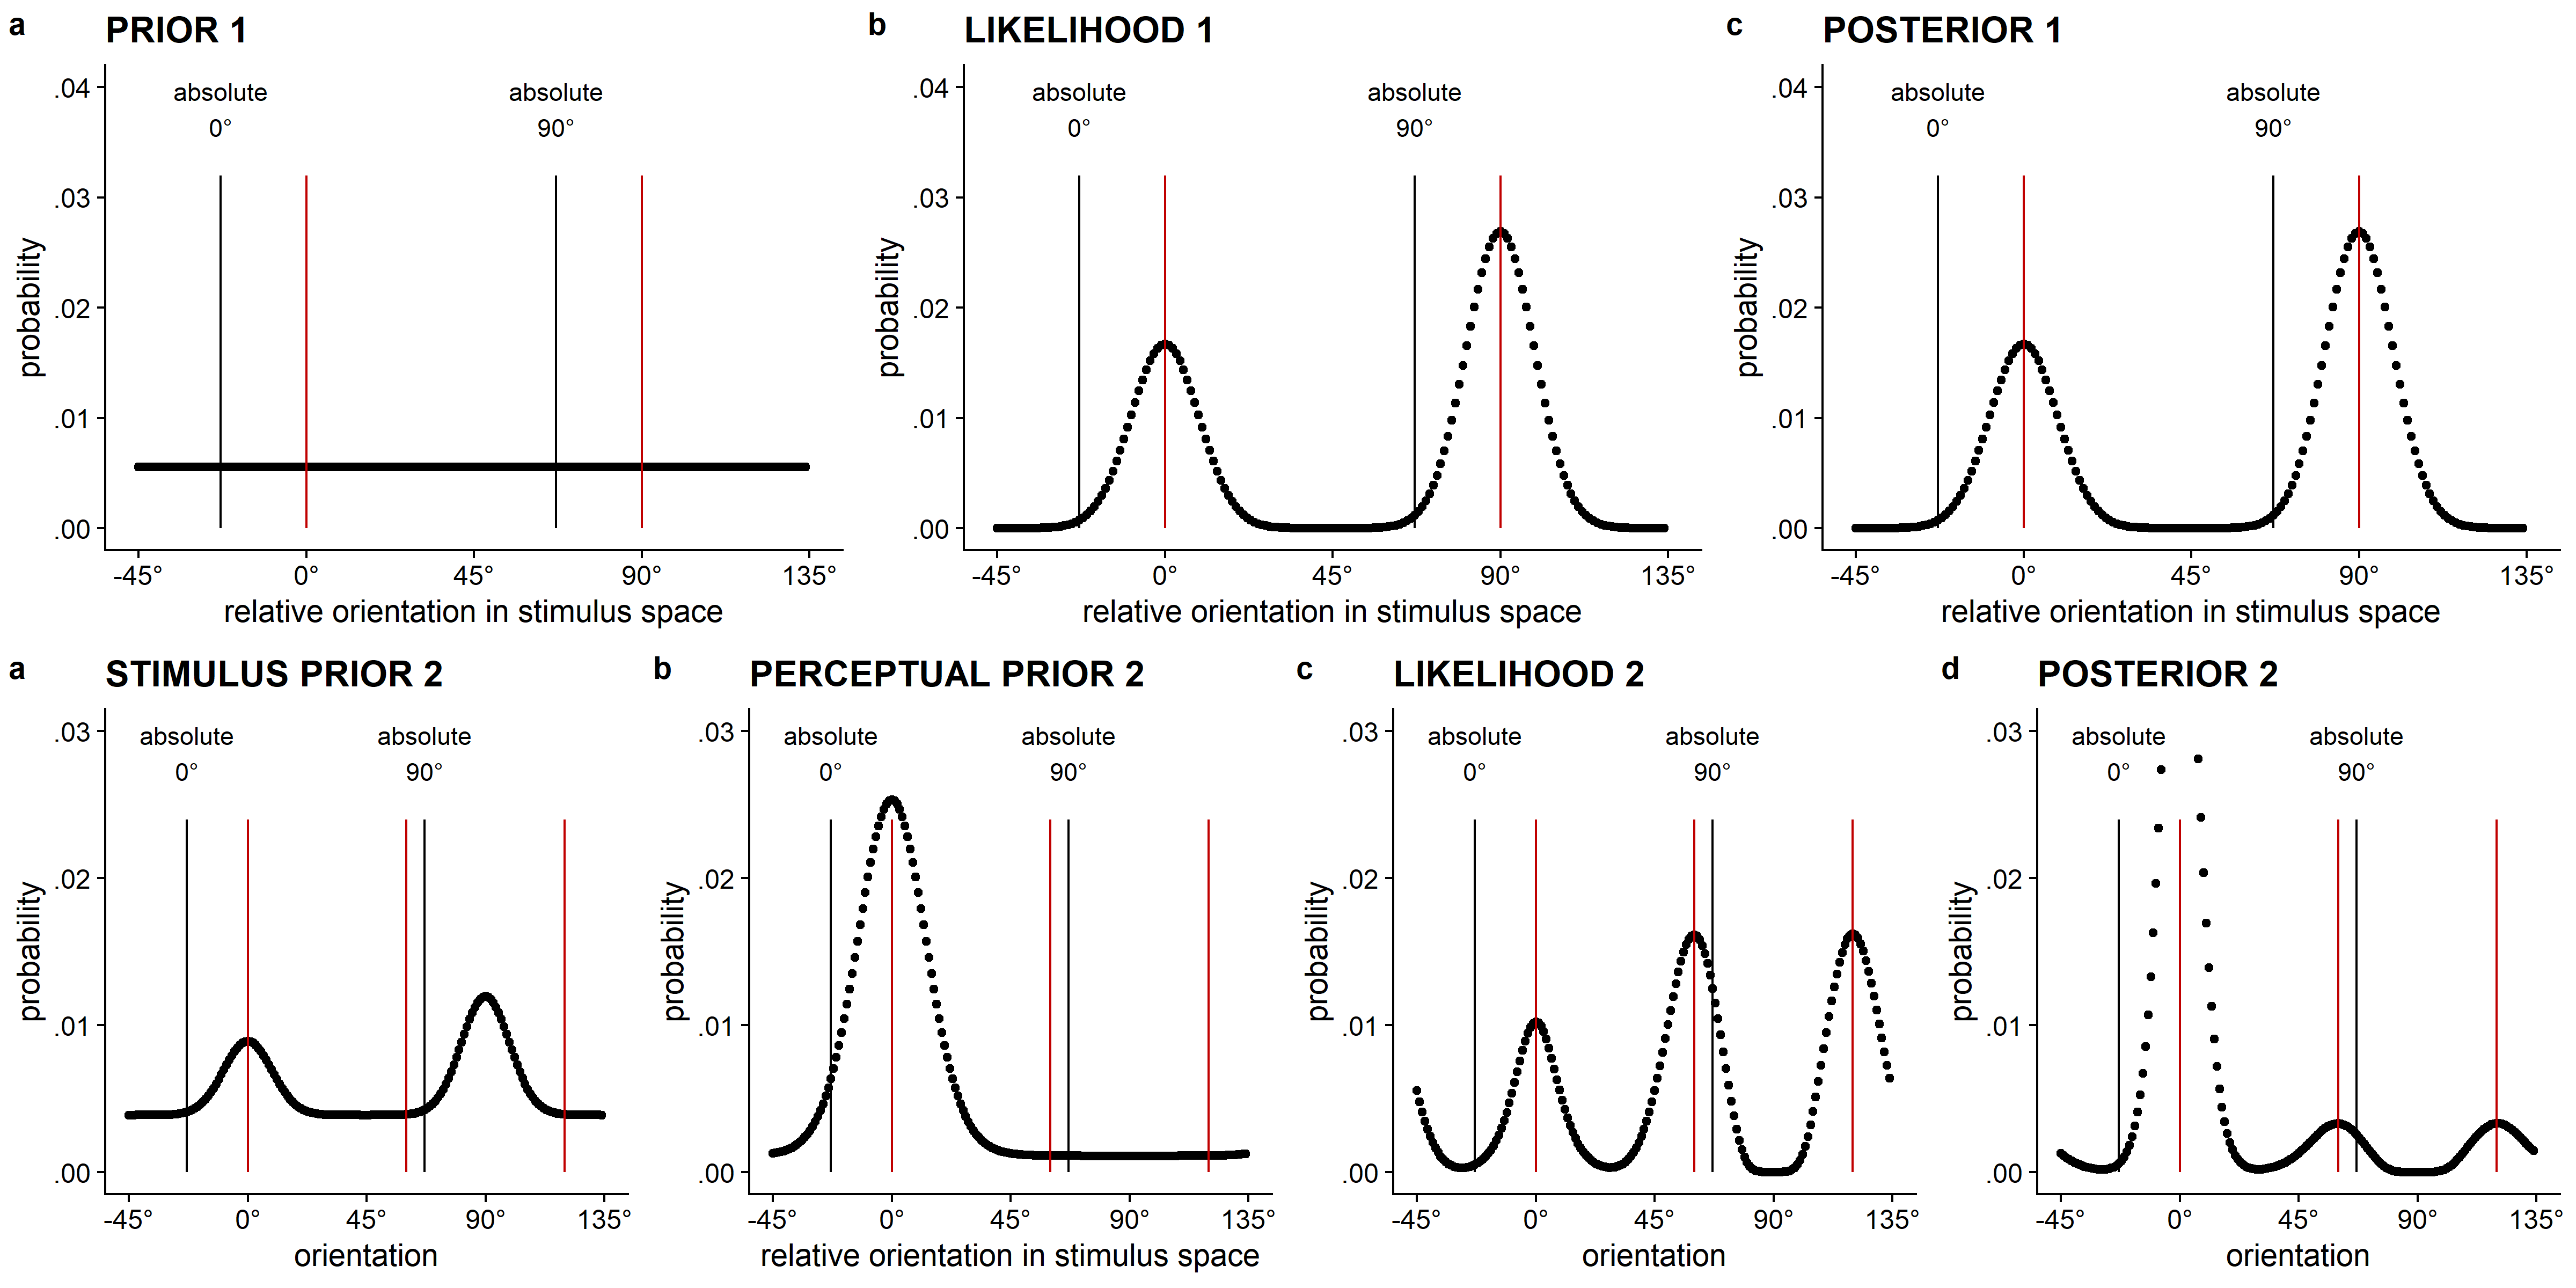 a PRIOR 1
absolute 0°
absolute 90°
.04
.03
.02
.01
.00
probability
-45° 0° 45° 90° 135°
relative orientation in stimulus space
b LIKELIHOOD 1
absolute 0°
absolute 90°
.04
.03
.02
.01
.00
probability
-45° 0° 45° 90° 135°
relative orientation in stimulus space
c POSTERIOR 1
absolute 0°
absolute 90°
.04
.03
.02
.01
.00
probability
-45° 0° 45° 90° 135°
relative orientation in stimulus space
a STIMULUS PRIOR 2
absolute 0°
absolute 90°
.03
.02
.01
.00
probability
-45° 0° 45° 90° 135°
orientation
b PERCEPTUAL PRIOR 2
absolute 0°
absolute 90°
.03
.02
.01
.00
probability
-45° 0° 45° 90° 135°
relative orientation in stimulus space
c LIKELIHOOD 2
absolute 0°
absolute 90°
.03
.02
.01
.00
probability
-45° 0° 45° 90° 135°
orientation
d POSTERIOR 2
absolute 0°
absolute 90°
.03
.02
.01
.00
probability
-45° 0° 45° 90° 135°
orientation